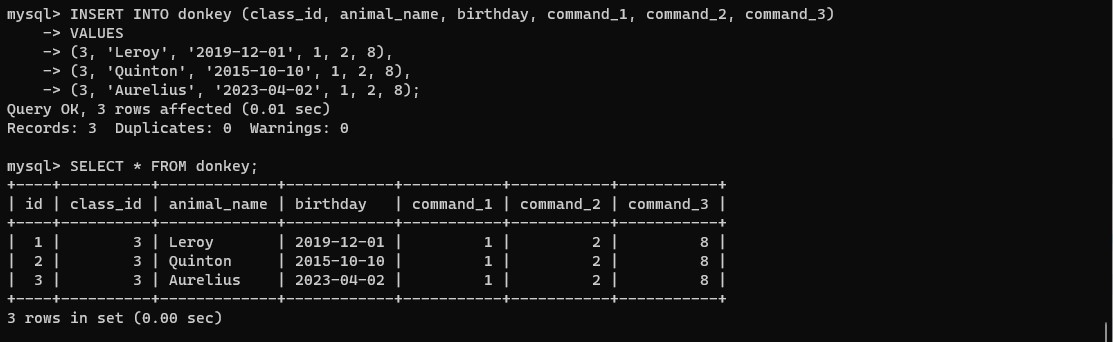 mysql> INSERT INTO donkey (class_id, animal_name, birthday, command_1, command_2, command_3)
    -> VALUES
    -> (3, 'Leroy', '2019-12-01', 1, 2, 8),
    -> (3, 'Quinton', '2015-10-10', 1, 2, 8),
    -> (3, 'Aurelius', '2023-04-02', 1, 2, 8);
Query OK, 3 rows affected (0.01 sec)
Records: 3  Duplicates: 0  Warnings: 0

mysql> SELECT * FROM donkey;
+----+----------+-------------+------------+-----------+-----------+-----------+
| id | class_id | animal_name | birthday   | command_1 | command_2 | command_3 |
+----+----------+-------------+------------+-----------+-----------+-----------+
|  1 |        3 | Leroy       | 2019-12-01 |         1 |         2 |         8 |
|  2 |        3 | Quinton     | 2015-10-10 |         1 |         2 |         8 |
|  3 |        3 | Aurelius    | 2023-04-02 |         1 |         2 |         8 |
+----+----------+-------------+------------+-----------+-----------+-----------+
3 rows in set (0.00 sec)